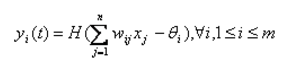 y_i(t) = H(∑_{j=1}^{n} w_{ij} x_j − θ_i), ∀i, 1 ≤ i ≤ m